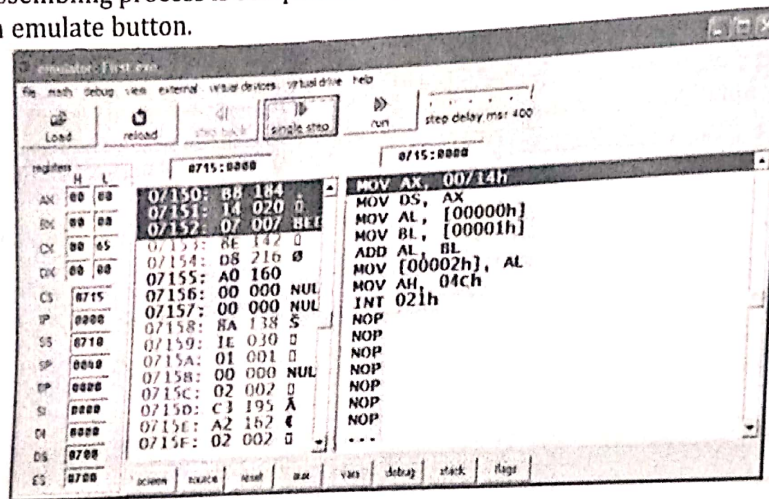 emulate button.
emulator: First.exe
file math debug view external virtual devices virtual drive help
Load reload step back single step run step delay ms: 400
registers 0715:0000 0715:0000
H L
AX 00 00
BX 00 00
CX 00 65
DX 00 00
CS 0715
IP 0000
SS 0710
SP 0040
BP 0000
SI 0000
DI 0000
DS 0700
ES 0700
07150: B8 184
07151: 14 020
07152: 07 007 BEL
07153: 8E 142
07154: D8 216 Ø
07155: A0 160
07156: 00 000 NUL
07157: 00 000 NUL
07158: 8A 138 Š
07159: 1E 030
0715A: 01 001
0715B: 00 000 NUL
0715C: 02 002
0715D: C3 195 Ã
0715E: A2 162 ¢
0715F: 02 002
MOV AX, 00714h
MOV DS, AX
MOV AL, [00000h]
MOV BL, [00001h]
ADD AL, BL
MOV [00002h], AL
MOV AH, 04Ch
INT 021h
NOP
NOP
NOP
NOP
NOP
NOP
NOP
...
screen source reset aux vars debug stack flags